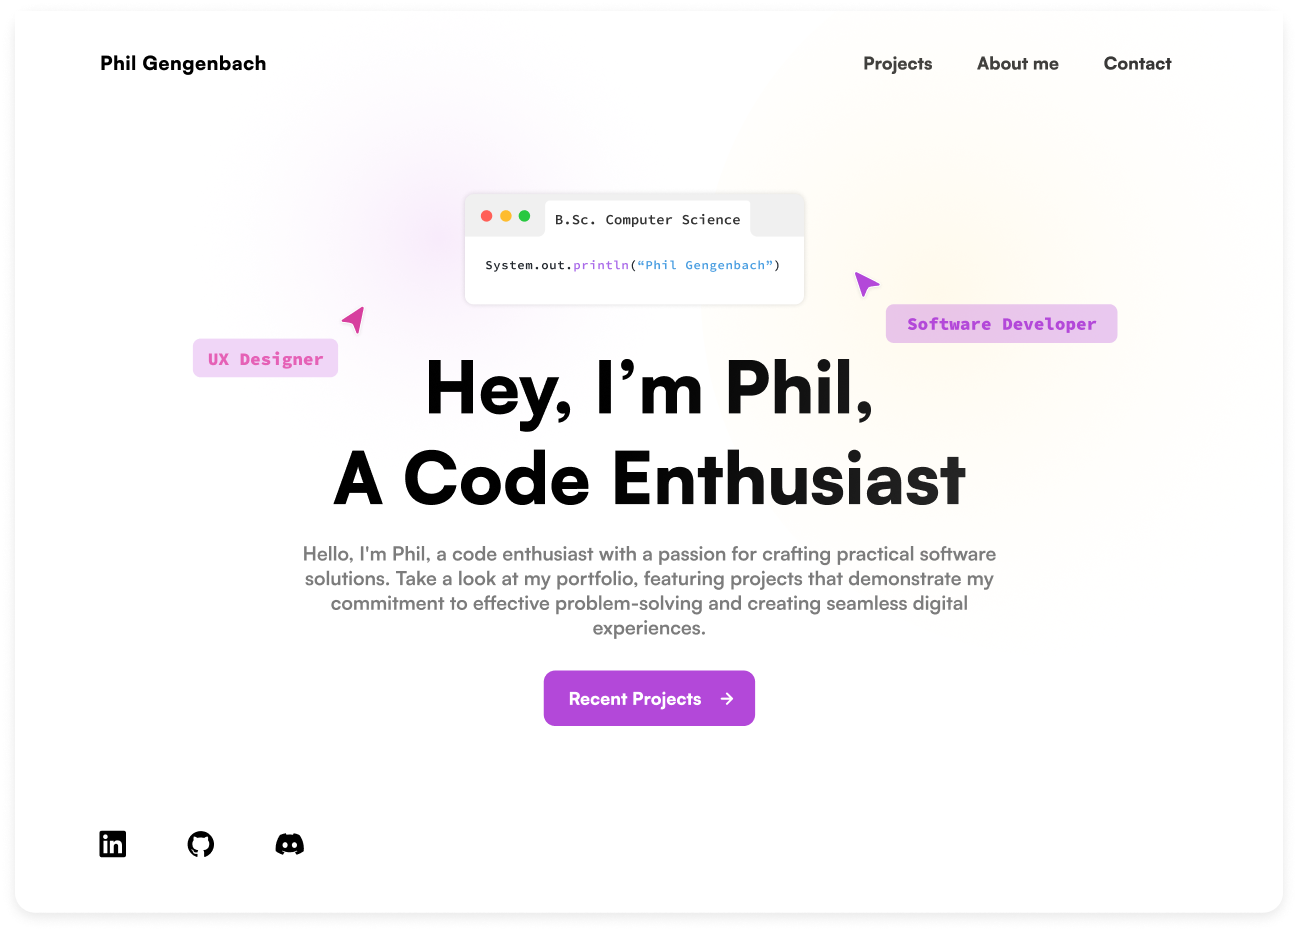 Phil Gengenbach
Projects
About me
Contact
B.Sc. Computer Science
System.out.println(“Phil Gengenbach”)
Software Developer
UX Designer
Hey, I’m Phil,
A Code Enthusiast
Hello, I'm Phil, a code enthusiast with a passion for crafting practical software
solutions. Take a look at my portfolio, featuring projects that demonstrate my
commitment to effective problem-solving and creating seamless digital
experiences.
Recent Projects →
in